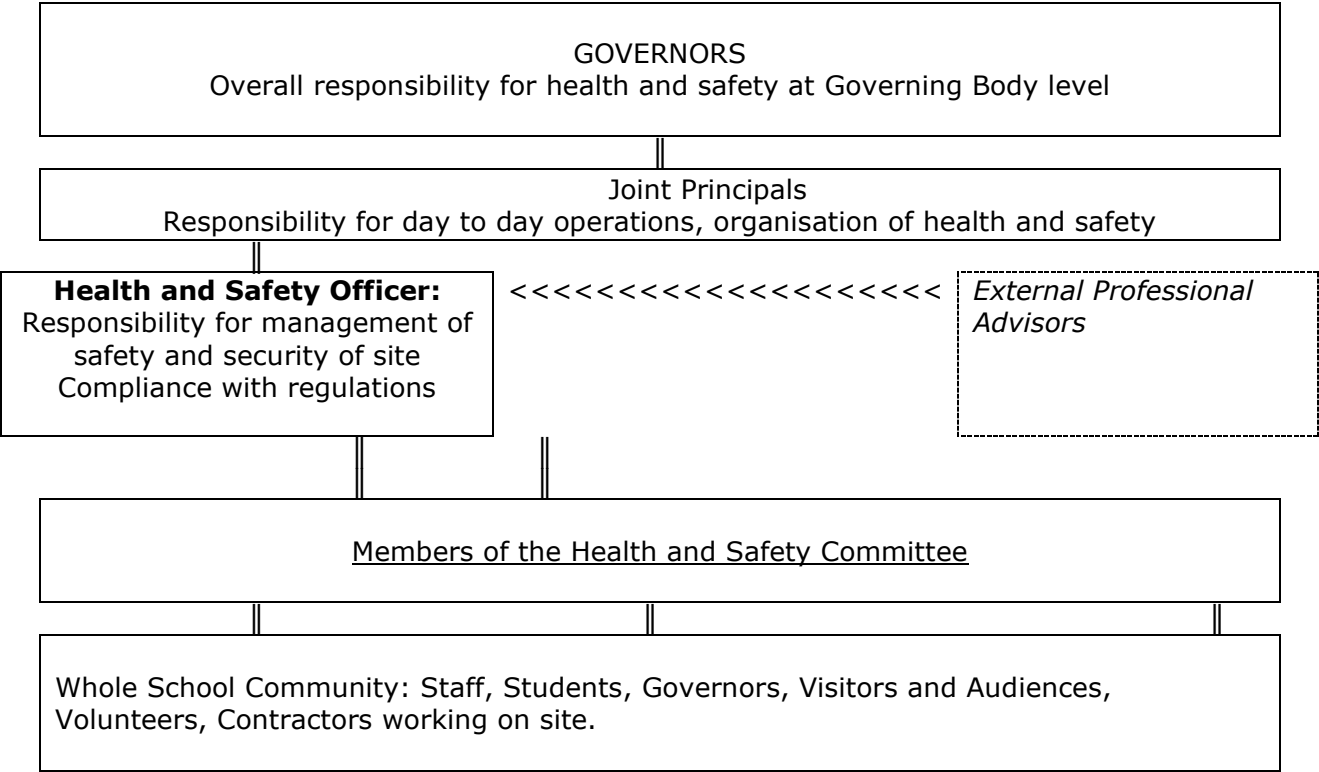 GOVERNORS
Overall responsibility for health and safety at Governing Body level
Joint Principals
Responsibility for day to day operations, organisation of health and safety
Health and Safety Officer:
Responsibility for management of
safety and security of site
Compliance with regulations
<<<<<<<<<<<<<<<<<<<<
External Professional
Advisors
Members of the Health and Safety Committee
Whole School Community: Staff, Students, Governors, Visitors and Audiences,
Volunteers, Contractors working on site.